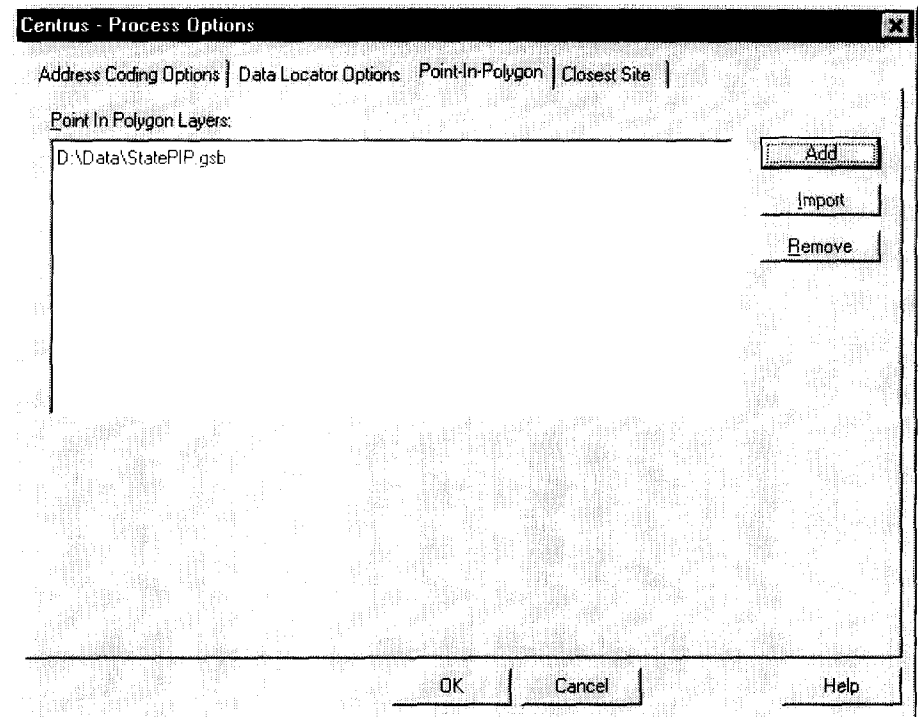 Centrus - Process Options
Address Coding Options Data Locator Options Point-In-Polygon Closest Site
Point In Polygon Layers:
D:\Data\StatePIP.gsb
Add
Import
Remove
OK Cancel Help